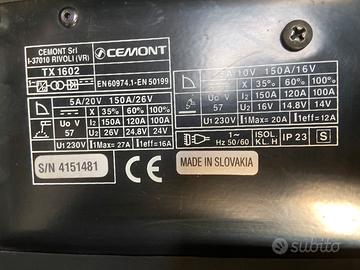 CEMONT Srl
I-37010 RIVOLI (VR)
CEMONT
TX 1602
EN 60974.1-EN 50199
5A/20V 150A/26V
X 35% 60% 100%
Uo V I2 150A 120A 100A
57 U2 26V 24.8V 24V
U1 230V I1Max= 27A I1eff=16A
5A/10V 150A/16V
X 35% 60% 100%
Uo V I2 150A 120A 100A
57 U2 16V 14.8V 14V
U1 230V I1Max= 20A I1eff=12A
1~
Hz 50/60
ISOL.
KL. H
IP 23
S
S/N 4151481
MADE IN SLOVAKIA
CE
subito